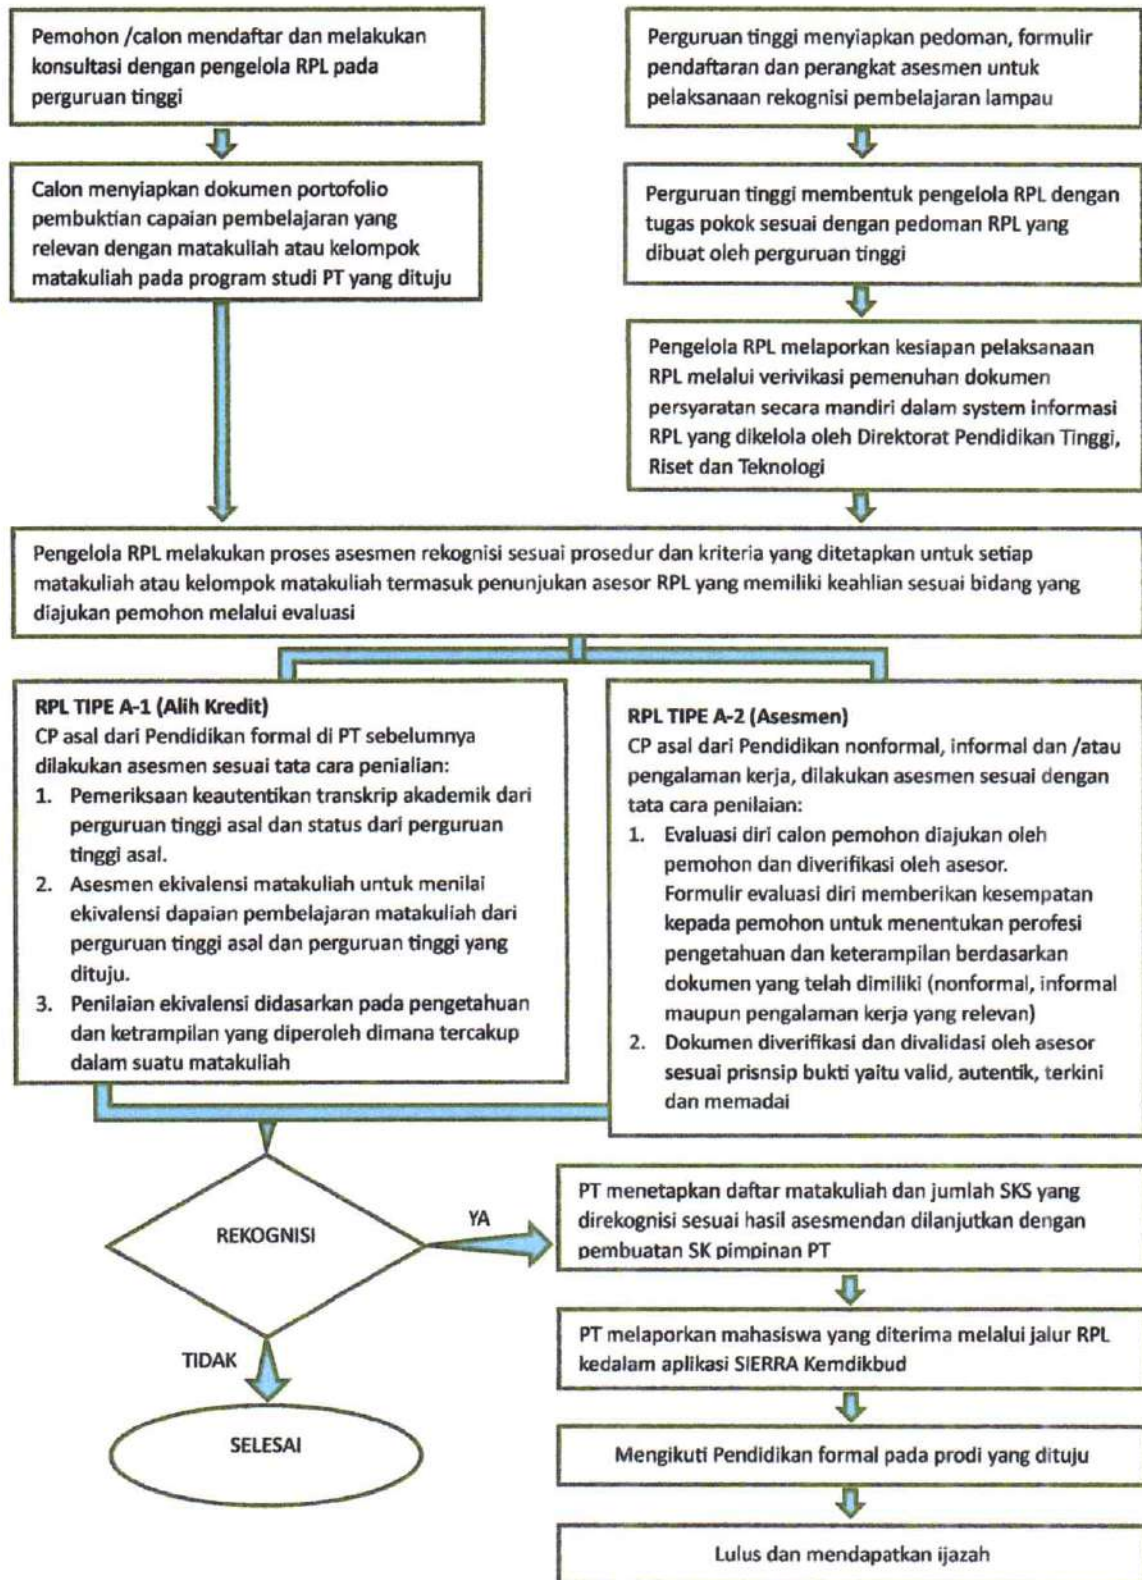 Pemohon /calon mendaftar dan melakukan
konsultasi dengan pengelola RPL pada
perguruan tinggi
Calon menyiapkan dokumen portofolio
pembuktian capaian pembelajaran yang
relevan dengan matakuliah atau kelompok
matakuliah pada program studi PT yang dituju
Perguruan tinggi menyiapkan pedoman, formulir
pendaftaran dan perangkat asesmen untuk
pelaksanaan rekognisi pembelajaran lampau
Perguruan tinggi membentuk pengelola RPL dengan
tugas pokok sesuai dengan pedoman RPL yang
dibuat oleh perguruan tinggi
Pengelola RPL melaporkan kesiapan pelaksanaan
RPL melalui verivikasi pemenuhan dokumen
persyaratan secara mandiri dalam system informasi
RPL yang dikelola oleh Direktorat Pendidikan Tinggi,
Riset dan Teknologi
Pengelola RPL melakukan proses asesmen rekognisi sesuai prosedur dan kriteria yang ditetapkan untuk setiap
matakuliah atau kelompok matakuliah termasuk penunjukan asesor RPL yang memiliki keahlian sesuai bidang yang
diajukan pemohon melalui evaluasi
RPL TIPE A-1 (Alih Kredit)
CP asal dari Pendidikan formal di PT sebelumnya
dilakukan asesmen sesuai tata cara penialian:
1. Pemeriksaan keautentikan transkrip akademik dari
perguruan tinggi asal dan status dari perguruan
tinggi asal.
2. Asesmen ekivalensi matakuliah untuk menilai
ekivalensi dapaian pembelajaran matakuliah dari
perguruan tinggi asal dan perguruan tinggi yang
dituju.
3. Penilaian ekivalensi didasarkan pada pengetahuan
dan ketrampilan yang diperoleh dimana tercakup
dalam suatu matakuliah
RPL TIPE A-2 (Asesmen)
CP asal dari Pendidikan nonformal, informal dan /atau
pengalaman kerja, dilakukan asesmen sesuai dengan
tata cara penilaian:
1. Evaluasi diri calon pemohon diajukan oleh
pemohon dan diverifikasi oleh asesor.
Formulir evaluasi diri memberikan kesempatan
kepada pemohon untuk menentukan perofesi
pengetahuan dan keterampilan berdasarkan
dokumen yang telah dimiliki (nonformal, informal
maupun pengalaman kerja yang relevan)
2. Dokumen diverifikasi dan divalidasi oleh asesor
sesuai prisnsip bukti yaitu valid, autentik, terkini
dan memadai
REKOGNISI
YA
TIDAK
SELESAI
PT menetapkan daftar matakuliah dan jumlah SKS yang
direkognisi sesuai hasil asesmendan dilanjutkan dengan
pembuatan SK pimpinan PT
PT melaporkan mahasiswa yang diterima melalui jalur RPL
kedalam aplikasi SIERRA Kemdikbud
Mengikuti Pendidikan formal pada prodi yang dituju
Lulus dan mendapatkan ijazah